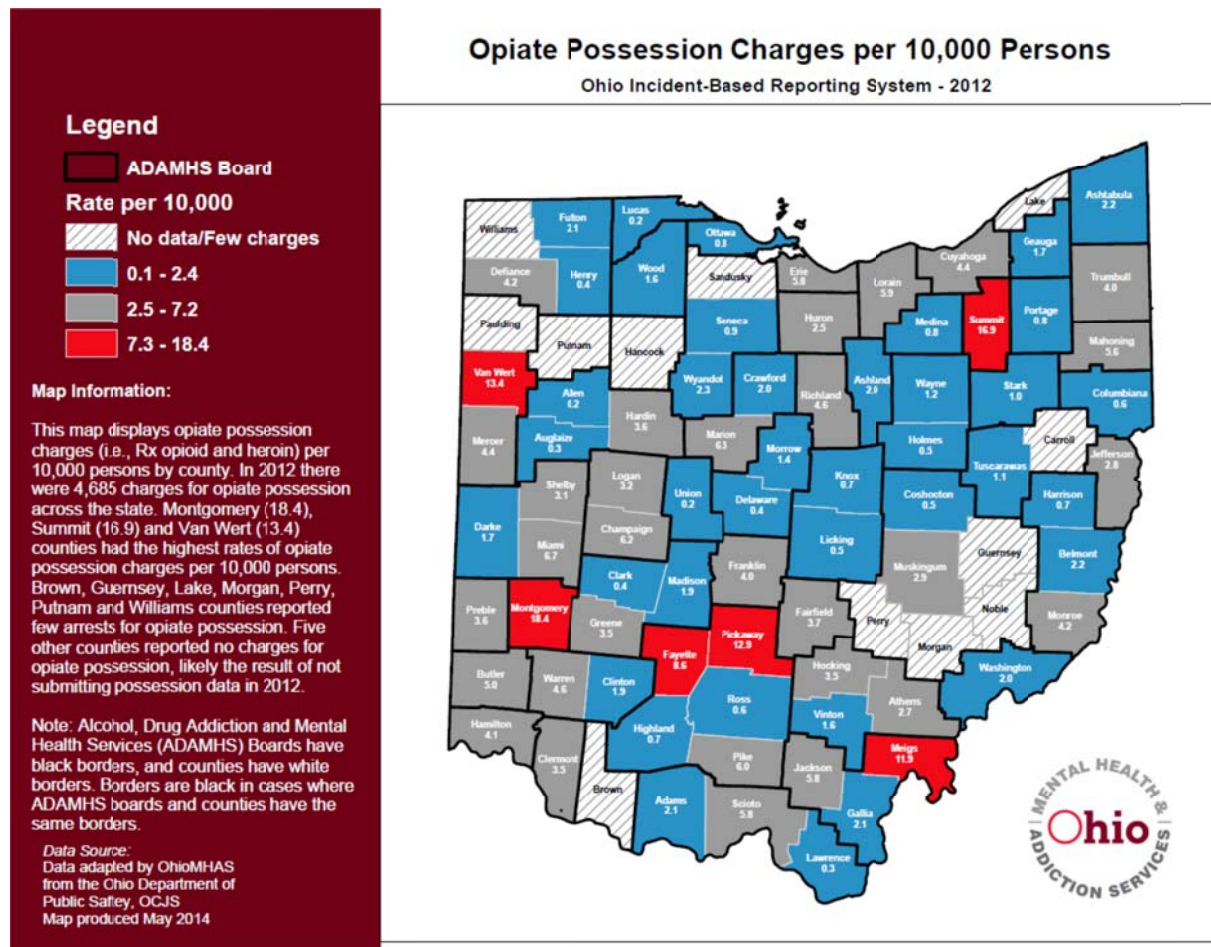 Opiate Possession Charges per 10,000 Persons
Ohio Incident-Based Reporting System - 2012
Legend
ADAMHS Board
Rate per 10,000
No data/Few charges
0.1 - 2.4
2.5 - 7.2
7.3 - 18.4
Map Information:
This map displays opiate possession
charges (i.e., Rx opioid and heroin) per
10,000 persons by county. In 2012 there
were 4,685 charges for opiate possession
across the state. Montgomery (18.4),
Summit (16.9) and Van Wert (13.4)
counties had the highest rates of opiate
possession charges per 10,000 persons.
Brown, Guernsey, Lake, Morgan, Perry,
Putnam and Williams counties reported
few arrests for opiate possession. Five
other counties reported no charges for
opiate possession, likely the result of not
submitting possession data in 2012.
Note: Alcohol, Drug Addiction and Mental
Health Services (ADAMHS) Boards have
black borders, and counties have white
borders. Borders are black in cases where
ADAMHS boards and counties have the
same borders.
Data Source:
Data adapted by OhioMHAS
from the Ohio Department of
Public Saftey, OCJS
Map produced May 2014
Williams
Futon
2.1
Lucas
0.2
Ottawa
0.8
Lake
Ashtabula
2.2
Geauga
1.7
Cuyahoga
4.4
Defiance
4.2
Henry
0.4
Wood
1.6
Sandusky
Erie
5.8
Lorain
5.9
Trumbull
4.0
Paulding
Putnam
Hancock
Seneca
0.9
Huron
2.5
Medina
0.8
Summit
16.9
Portage
0.8
Mahoning
5.6
Van Wert
13.4
Alen
Wyandot
2.3
Crawford
2.0
Richland
4.6
Ashland
Wayne
1.2
Stark
1.0
Columbiana
0.6
Mercer
4.4
Auglaize
0.3
Hardin
3.6
Marion
Morrow
1.4
Holmes
0.5
Carroll
Tuscarawas
1.1
Jefferson
2.8
Shelby
3.1
Logan
3.2
Union
0.2
Delaware
0.4
Knox
0.7
Coshocton
0.5
Harrison
0.7
Darke
1.7
Miami
6.7
Champaign
6.2
Licking
0.5
Muskingum
2.9
Guernsey
Belmont
2.2
Clark
0.4
Madison
1.9
Franklin
4.0
Preble
3.6
Montgomery
18.4
Greene
3.5
Fayette
8.6
Pickaway
12.9
Fairfield
3.7
Perry
Noble
Morgan
Monroe
4.2
Washington
2.0
Butler
5.0
Warren
4.6
Clinton
1.9
Ross
0.6
Hocking
3.5
Athens
2.7
Vinton
1.6
Hamilton
4.1
Clermont
3.5
Highland
0.7
Pike
6.0
Jackson
5.8
Meigs
11.9
Brown
Adams
2.1
Scioto
5.8
Gallia
2.1
Lawrence
0.3
MENTAL HEALTH &
Ohio
ADDICTION SERVICES